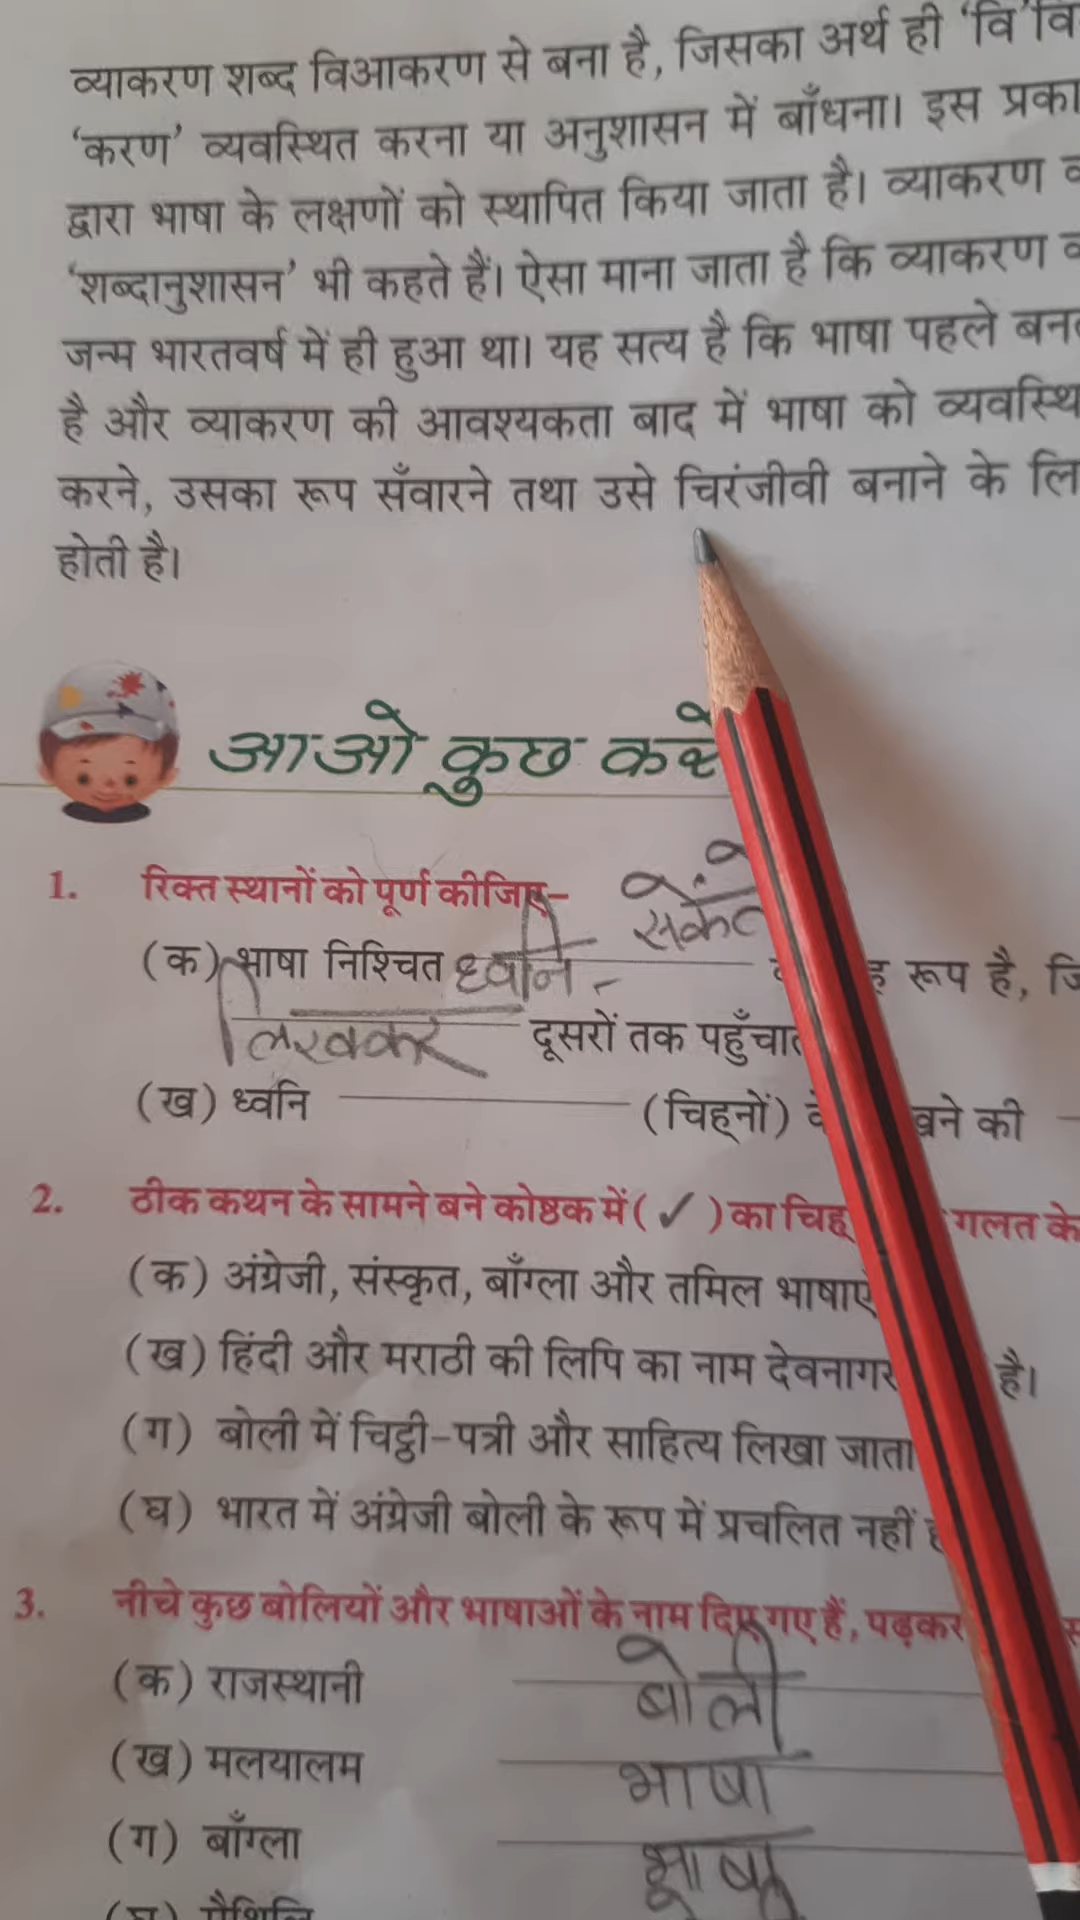 व्याकरण शब्द विआकरण से बना है, जिसका अर्थ ही ‘वि’
‘करण’ व्यवस्थित करना या अनुशासन में बाँधना। इस
द्वारा भाषा के लक्षणों को स्थापित किया जाता है। व्याकरण
‘शब्दानुशासन’ भी कहते हैं। ऐसा माना जाता है कि व्याकरण
जन्म भारतवर्ष में ही हुआ था। यह सत्य है कि भाषा पहले
है और व्याकरण की आवश्यकता बाद में भाषा को
करने, उसका रूप सँवारने तथा उसे चिरंजीवी बनाने के
होती है।
आओ कुछ
1. रिक्त स्थानों को पूर्ण कीजिए-
(क) भाषा निश्चित ध्वनि - रूप है,
लिखकर दूसरों तक
(ख) ध्वनि (चिह्नों) की
2. ठीक कथन के सामने बने कोष्ठक में (✓) का गलत के
(क) अंग्रेजी, संस्कृत, बाँग्ला और तमिल
(ख) हिंदी और मराठी की लिपि का नाम है।
(ग) बोली में चिट्ठी-पत्री और साहित्य लिखा जाता
(घ) भारत में अंग्रेजी बोली के रूप में प्रचलित नहीं
3. नीचे कुछ बोलियों और भाषाओं के नाम दिए गए हैं, पढ़कर
(क) राजस्थानी बोली
(ख) मलयालम भाषा
(ग) बाँग्ला भाषा